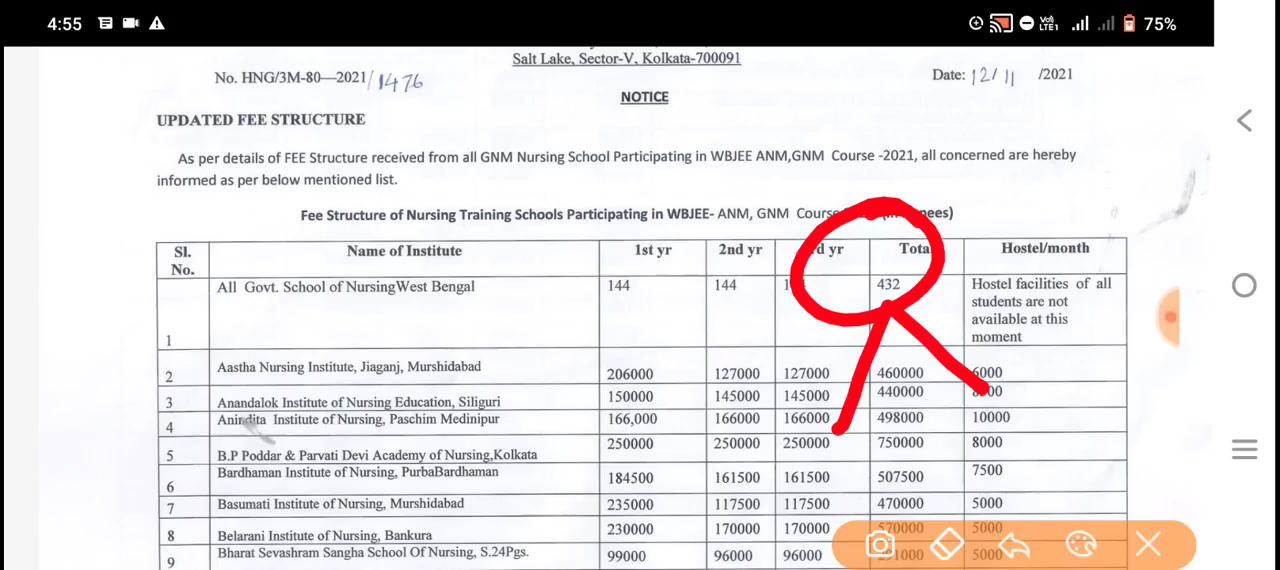 4:55
Vo) LTE1
75%
Salt Lake, Sector-V, Kolkata-700091
No. HNG/3M-80—2021/1476
Date: 12/11 /2021
NOTICE
UPDATED FEE STRUCTURE
As per details of FEE Structure received from all GNM Nursing School Participating in WBJEE ANM,GNM Course -2021, all concerned are hereby
informed as per below mentioned list.
Fee Structure of Nursing Training Schools Participating in WBJEE- ANM, GNM Course
Sl. No. Name of Institute 1st yr 2nd yr yr Total Hostel/month
1 All Govt. School of NursingWest Bengal 144 144 432 Hostel facilities of all
students are not
available at this
moment
2 Aastha Nursing Institute, Jiaganj, Murshidabad 206000 127000 127000 460000 6000
3 Anandalok Institute of Nursing Education, Siliguri 150000 145000 145000 440000
4 Anindita Institute of Nursing, Paschim Medinipur 166,000 166000 166000 498000 10000
5 B.P Poddar & Parvati Devi Academy of Nursing,Kolkata 250000 250000 250000 750000 8000
6 Bardhaman Institute of Nursing, PurbaBardhaman 184500 161500 161500 507500 7500
7 Basumati Institute of Nursing, Murshidabad 235000 117500 117500 470000 5000
8 Belarani Institute of Nursing, Bankura 230000 170000 170000 570000 5000
9 Bharat Sevashram Sangha School Of Nursing, S.24Pgs. 99000 96000 96000 291000 5000